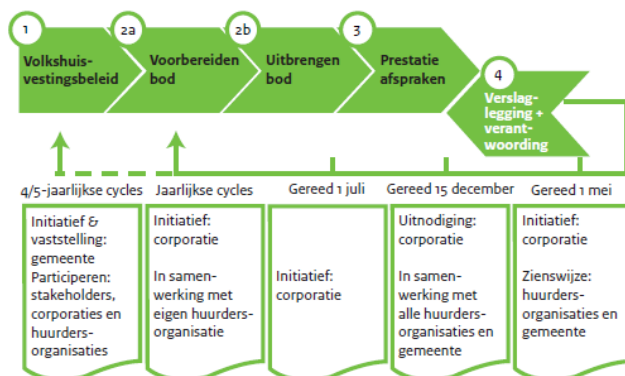 1
Volkshuis-
vestingsbeleid
2a
Voorbereiden
bod
2b
Uitbrengen
bod
3
Prestatie
afspraken
4
Verslag-
legging +
verant-
woording
4/5-jaarlijkse cycles
Initiatief &
vaststelling:
gemeente
Participeren:
stakeholders,
corporaties en
huurders-
organisaties
Jaarlijkse cycles
Initiatief:
corporatie
In samen-
werking met
eigen huurders-
organisatie
Gereed 1 juli
Initiatief:
corporatie
Gereed 15 december
Uitnodiging:
corporatie
In samen-
werking met
alle huurders-
organisaties en
gemeente
Gereed 1 mei
Initiatief:
corporatie
Zienswijze:
huurders-
organisaties en
gemeente